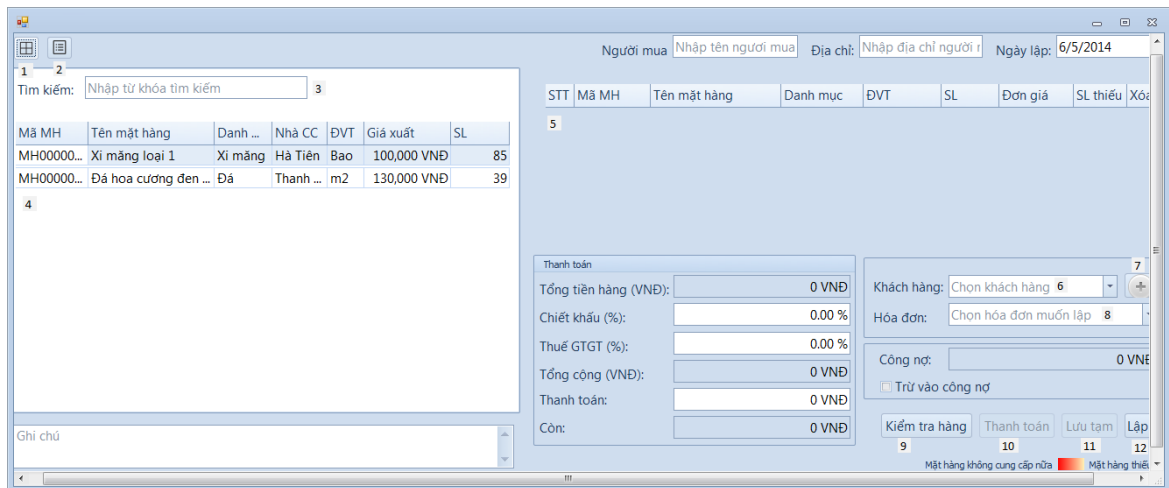 Người mua Nhập tên ngươi mua Địa chỉ: Nhập địa chỉ người Ngày lập: 6/5/2014
1 2
Tìm kiếm: Nhập từ khóa tìm kiếm 3
STT Mã MH Tên mặt hàng Danh mục ĐVT SL Đơn giá SL thiếu Xóa
5
Mã MH Tên mặt hàng Danh ... Nhà CC ĐVT Giá xuất SL
MH00000... Xi măng loại 1 Xi măng Hà Tiên Bao 100,000 VNĐ 85
MH00000... Đá hoa cương đen ... Đá Thanh ... m2 130,000 VNĐ 39
4
Thanh toán
Tổng tiền hàng (VNĐ): 0 VNĐ
Chiết khấu (%): 0.00 %
Thuế GTGT (%): 0.00 %
Tổng cộng (VNĐ): 0 VNĐ
Thanh toán: 0 VNĐ
Còn: 0 VNĐ
7
Khách hàng: Chọn khách hàng 6
Hóa đơn: Chọn hóa đơn muốn lập 8
Công nợ: 0 VNĐ
Trừ vào công nợ
Ghi chú
Kiểm tra hàng Thanh toán Lưu tạm Lập
9 10 11 12
Mặt hàng không cung cấp nữa Mặt hàng thiếu